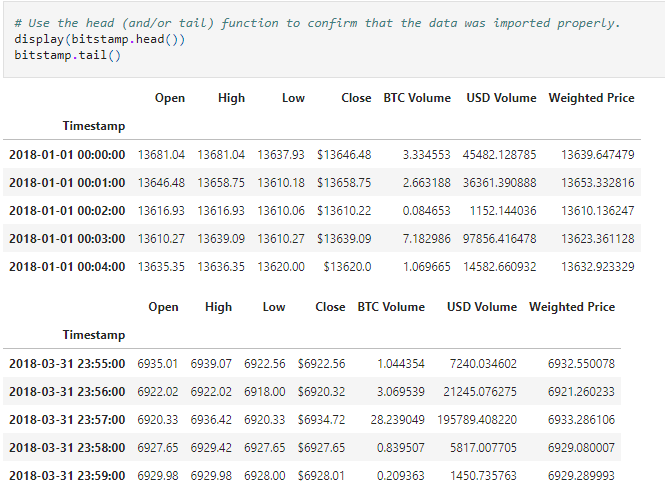 # Use the head (and/or tail) function to confirm that the data was imported properly.
display(bitstamp.head())
bitstamp.tail()
Open High Low Close BTC Volume USD Volume Weighted Price
Timestamp
2018-01-01 00:00:00 13681.04 13681.04 13637.93 $13646.48 3.334553 45482.128785 13639.647479
2018-01-01 00:01:00 13646.48 13658.75 13610.18 $13658.75 2.663188 36361.390888 13653.332816
2018-01-01 00:02:00 13616.93 13616.93 13610.06 $13610.22 0.084653 1152.144036 13610.136247
2018-01-01 00:03:00 13610.27 13639.09 13610.27 $13639.09 7.182986 97856.416478 13623.361128
2018-01-01 00:04:00 13635.35 13636.35 13620.00 $13620.0 1.069665 14582.660932 13632.923329
Open High Low Close BTC Volume USD Volume Weighted Price
Timestamp
2018-03-31 23:55:00 6935.01 6939.07 6922.56 $6922.56 1.044354 7240.034602 6932.550078
2018-03-31 23:56:00 6922.02 6922.02 6918.00 $6920.32 3.069539 21245.076275 6921.260233
2018-03-31 23:57:00 6920.33 6936.42 6920.33 $6934.72 28.239049 195789.408220 6933.286106
2018-03-31 23:58:00 6927.65 6929.42 6927.65 $6927.65 0.839507 5817.007705 6929.080007
2018-03-31 23:59:00 6929.98 6929.98 6928.00 $6928.01 0.209363 1450.735763 6929.289993